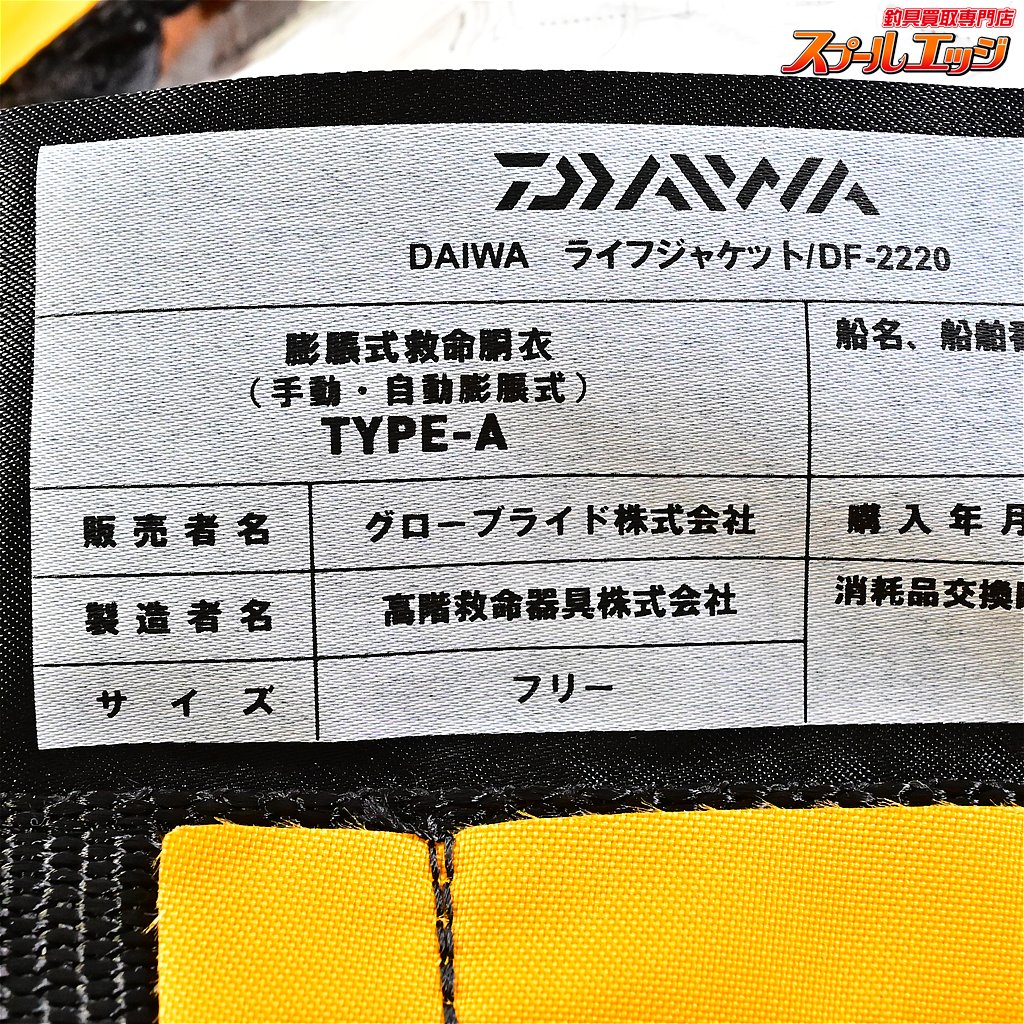 釣具買取専門店
スプールエッジ
DAIWA
DAIWA ライフジャケット/DF-2220
膨脹式救命胴衣
(手動・自動膨脹式)
TYPE-A
船名、船舶番
販売者名 グローブライド株式会社
購入年月
製造者名 高階救命器具株式会社
消耗品交換
サイズ フリー